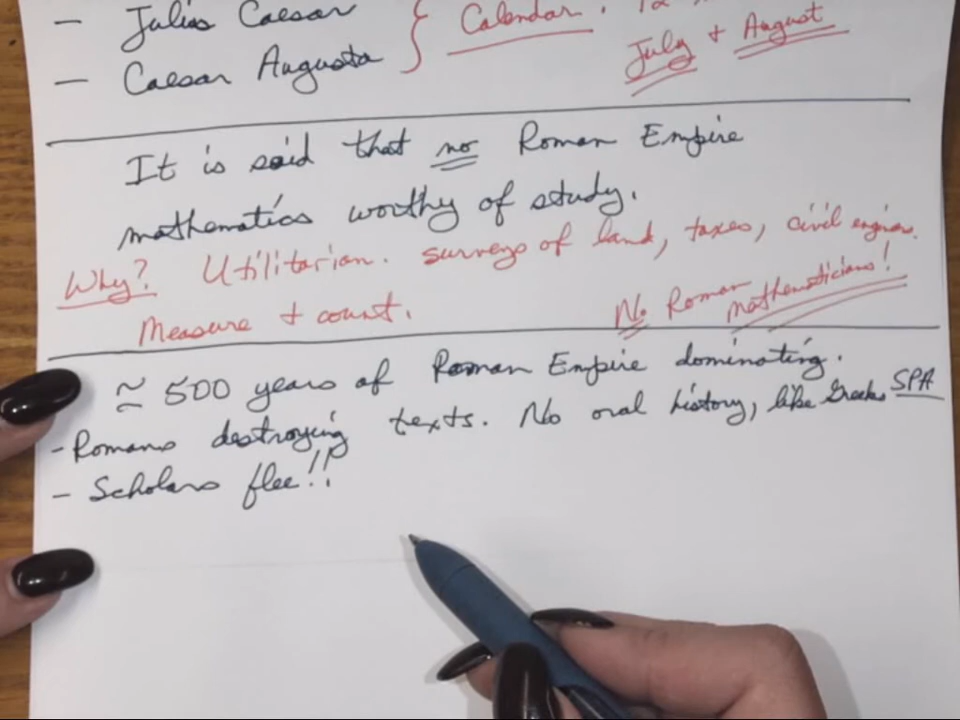 - Julius Caesar } Calendar. 12
- Caesar Augusta July + August
It is said that no Roman Empire
mathematics worthy of study.
Why? Utilitarian. surveys of land, taxes, civil engineer.
Measure + count. No Roman mathematicians!
≈ 500 years of Roman Empire dominating.
- Romans destroying texts. No oral history, like Greeks SPA
- Scholars flee!!